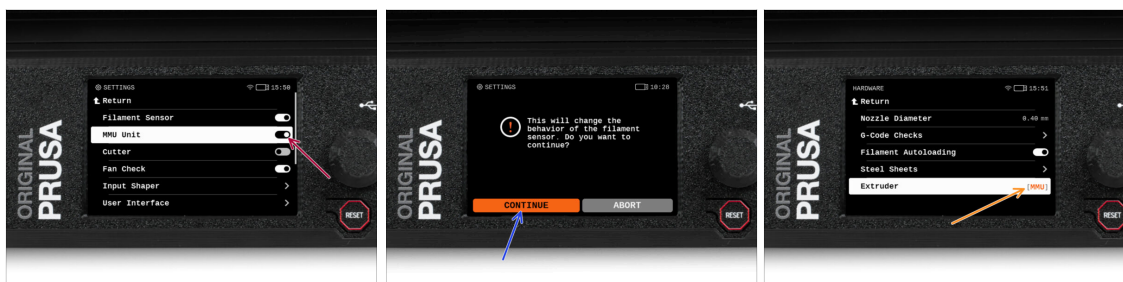 SETTINGS 15:50
Return
Filament Sensor
MMU Unit
Cutter
Fan Check
Input Shaper >
User Interface >
ORIGINAL
PRUSA
RESET
SETTINGS 10:20
This will change the
behavior of the filament
sensor. Do you want to
continue?
CONTINUE ABORT
ORIGINAL
PRUSA
RESET
HARDWARE 15:51
Return
Nozzle Diameter 0.40 mm
G-Code Checks >
Filament Autoloading
Steel Sheets >
Extruder [MMU]
ORIGINAL
PRUSA
RESET